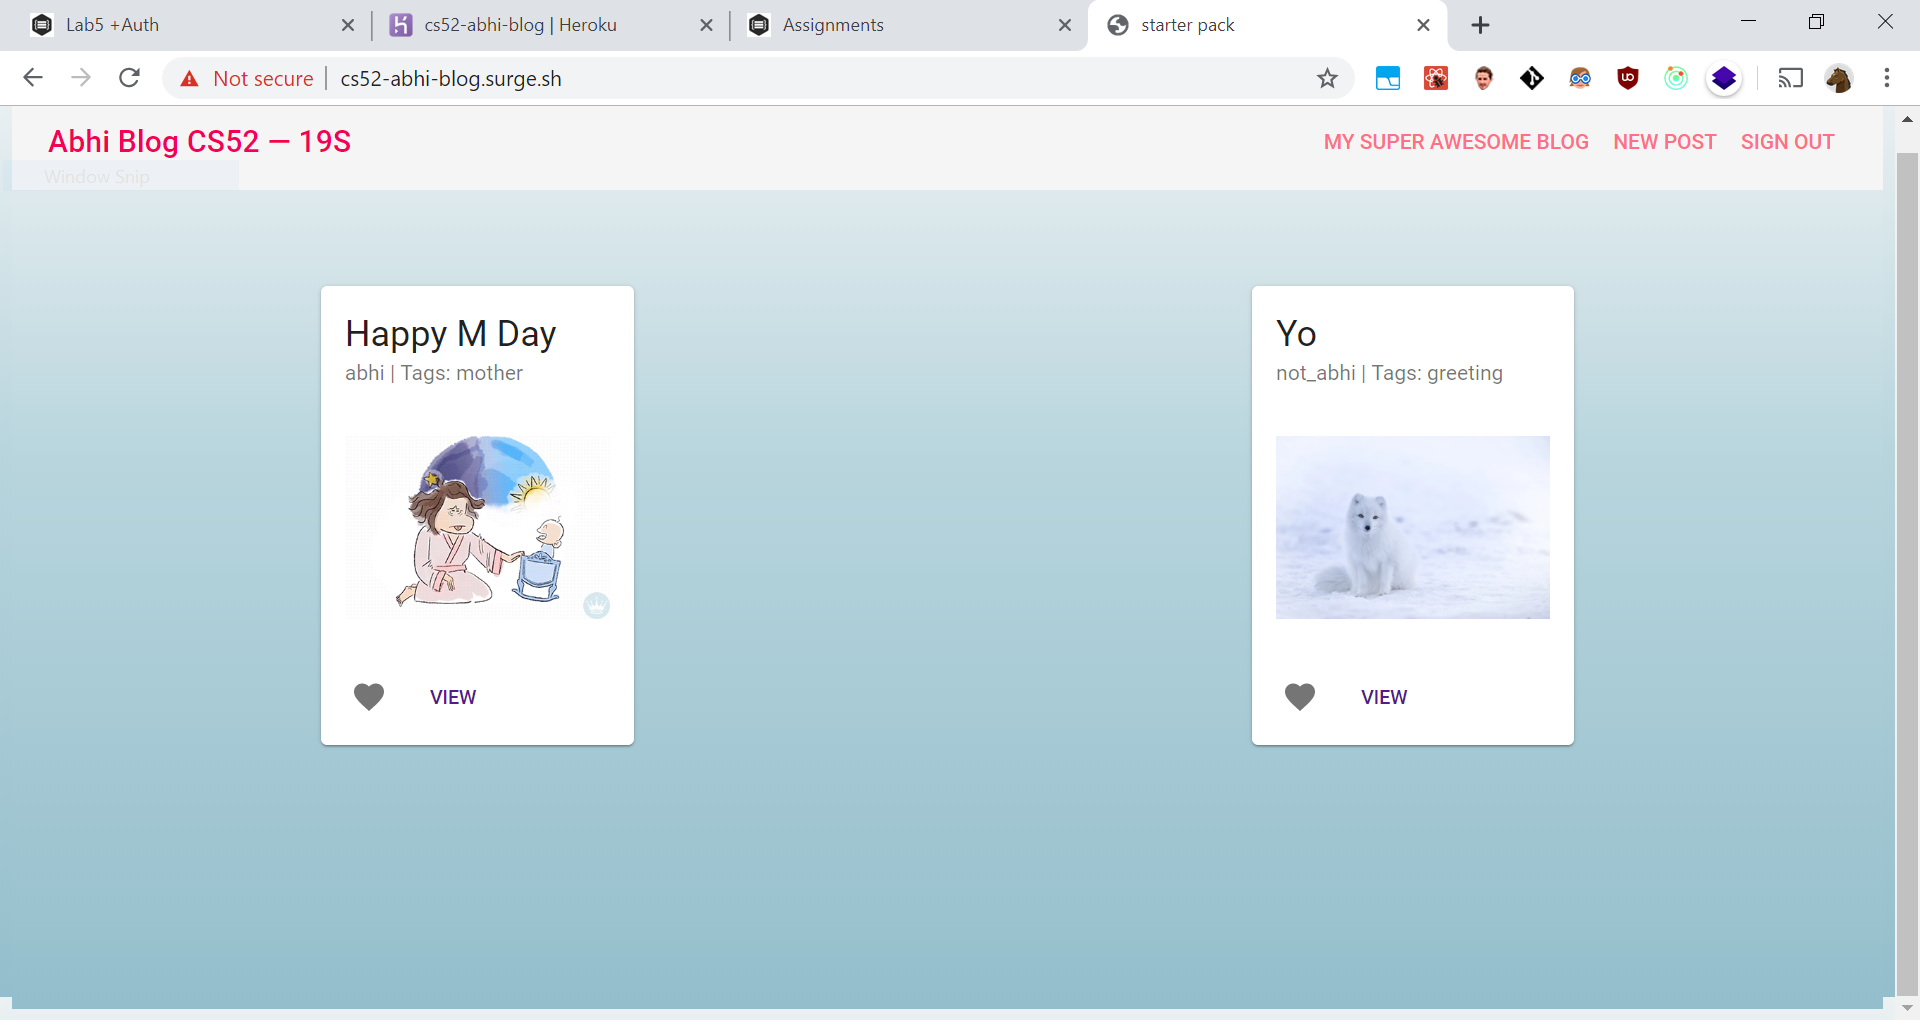 Lab5 +Auth
cs52-abhi-blog | Heroku
Assignments
starter pack
Not secure | cs52-abhi-blog.surge.sh
Abhi Blog CS52 — 19S
MY SUPER AWESOME BLOG NEW POST SIGN OUT
Window Snip
Happy M Day
abhi | Tags: mother
VIEW
Yo
not_abhi | Tags: greeting
VIEW